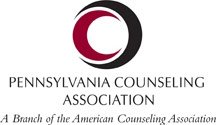 PENNSYLVANIA COUNSELING
ASSOCIATION
A Branch of the American Counseling Association